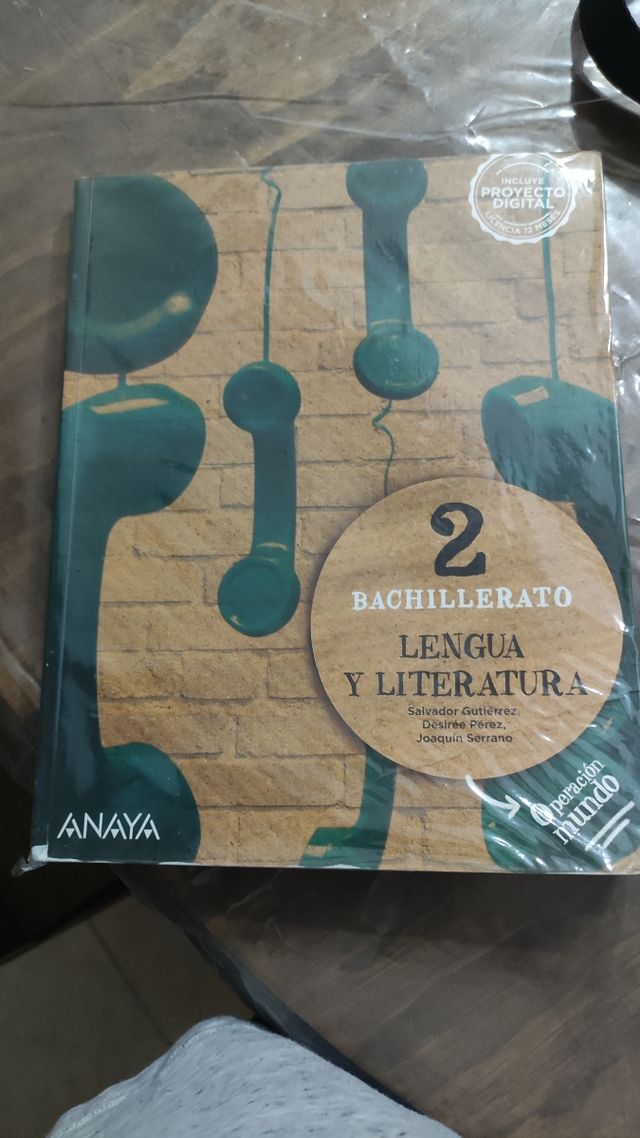 INCLUYE
PROYECTO
DIGITAL
LICENCIA 12 MESES
2
BACHILLERATO
LENGUA
Y LITERATURA
Salvador Gutiérrez,
Desirée Pérez,
Joaquín Serrano
Operación
mundo
ANAYA